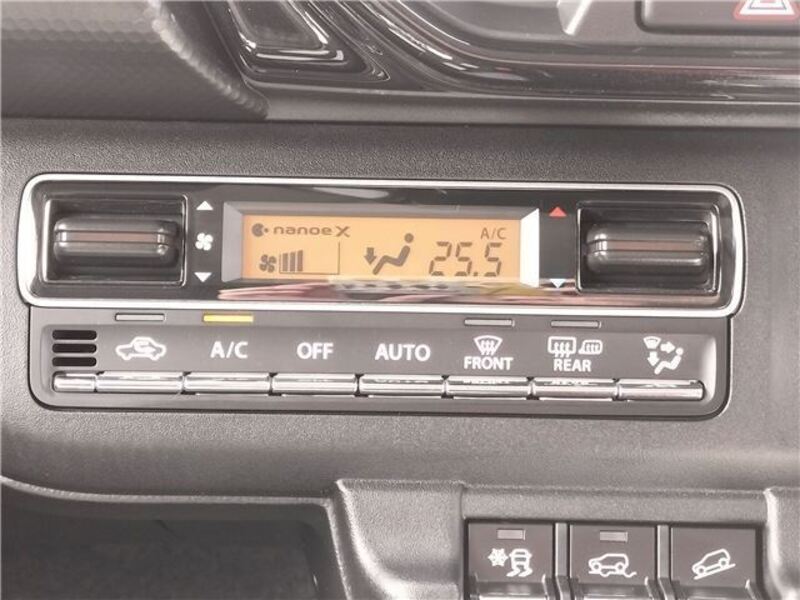 nanoe X
A/C
25.5
A/C
OFF
AUTO
FRONT
REAR